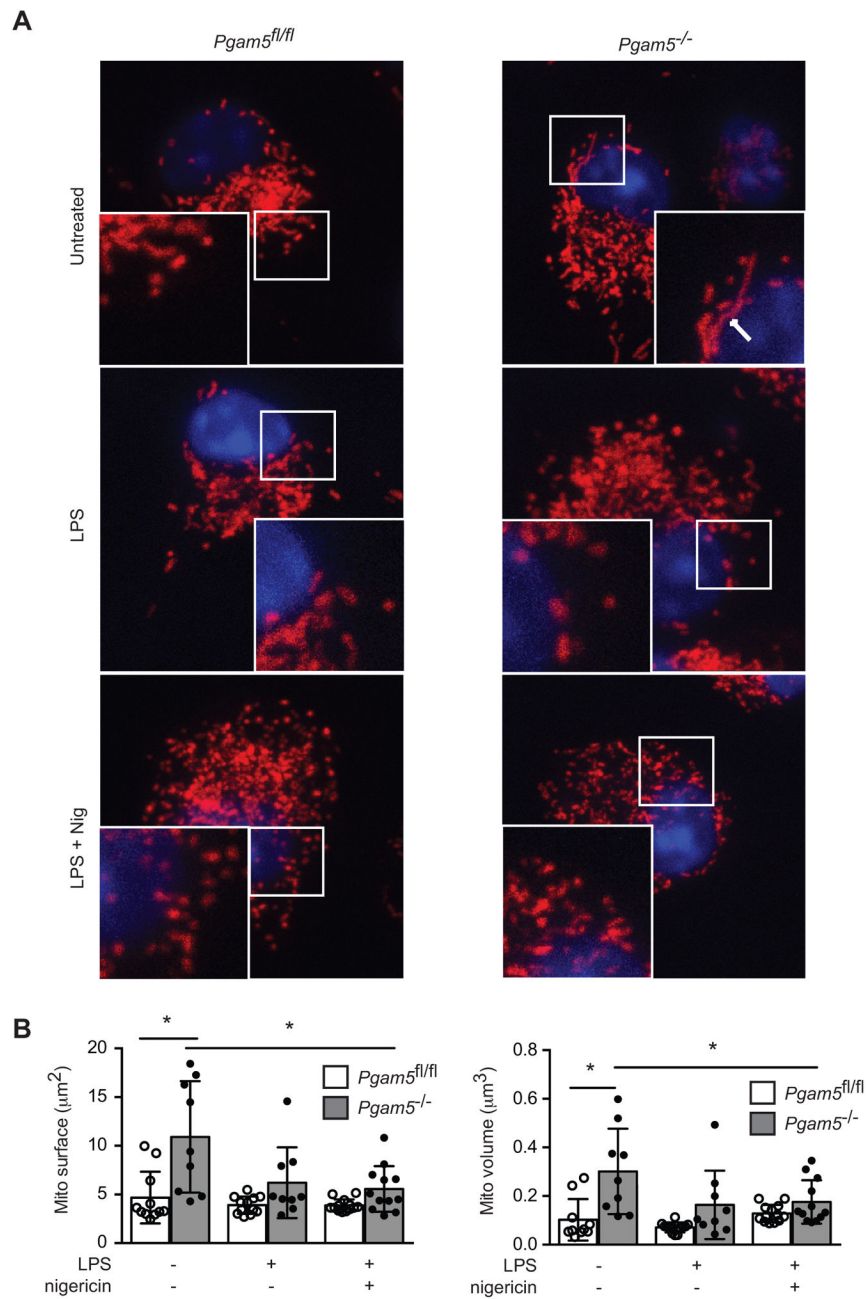 A
Pgam5fl/fl
Pgam5-/-
Untreated
LPS
LPS + Nig
B
Mito surface (μm2)
20
15
10
5
0
*
*
Pgam5fl/fl
Pgam5-/-
LPS - + +
nigericin - - +
Mito volume (μm3)
0.8
0.6
0.4
0.2
0.0
*
*
Pgam5fl/fl
Pgam5-/-
LPS - + +
nigericin - - +